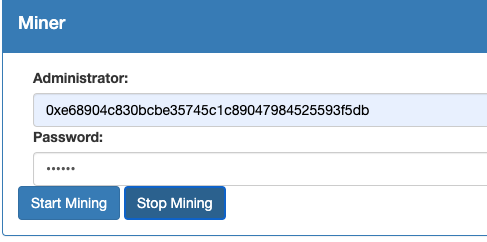 Miner
Administrator:
0xe68904c830bcbe35745c1c89047984525593f5db
Password:
••••••
Start Mining Stop Mining